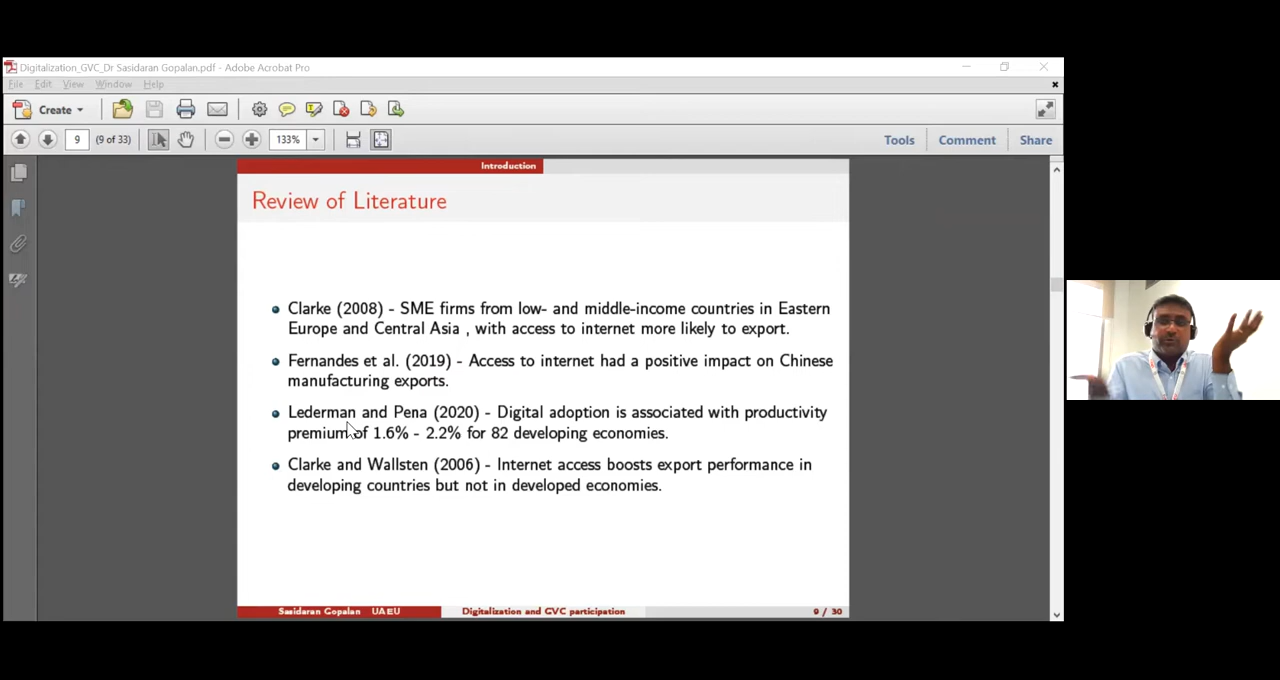 Digitalization_GVC_Dr Sasidaran Gopalan.pdf - Adobe Acrobat Pro
File Edit View Window Help
Create
9 (9 of 33) 133% Tools Comment Share
Introduction
Review of Literature
Clarke (2008) - SME firms from low- and middle-income countries in Eastern
Europe and Central Asia , with access to internet more likely to export.
Fernandes et al. (2019) - Access to internet had a positive impact on Chinese
manufacturing exports.
Lederman and Pena (2020) - Digital adoption is associated with productivity
premium of 1.6% - 2.2% for 82 developing economies.
Clarke and Wallsten (2006) - Internet access boosts export performance in
developing countries but not in developed economies.
Sasidaran Gopalan UAEU Digitalization and GVC participation 9 / 30